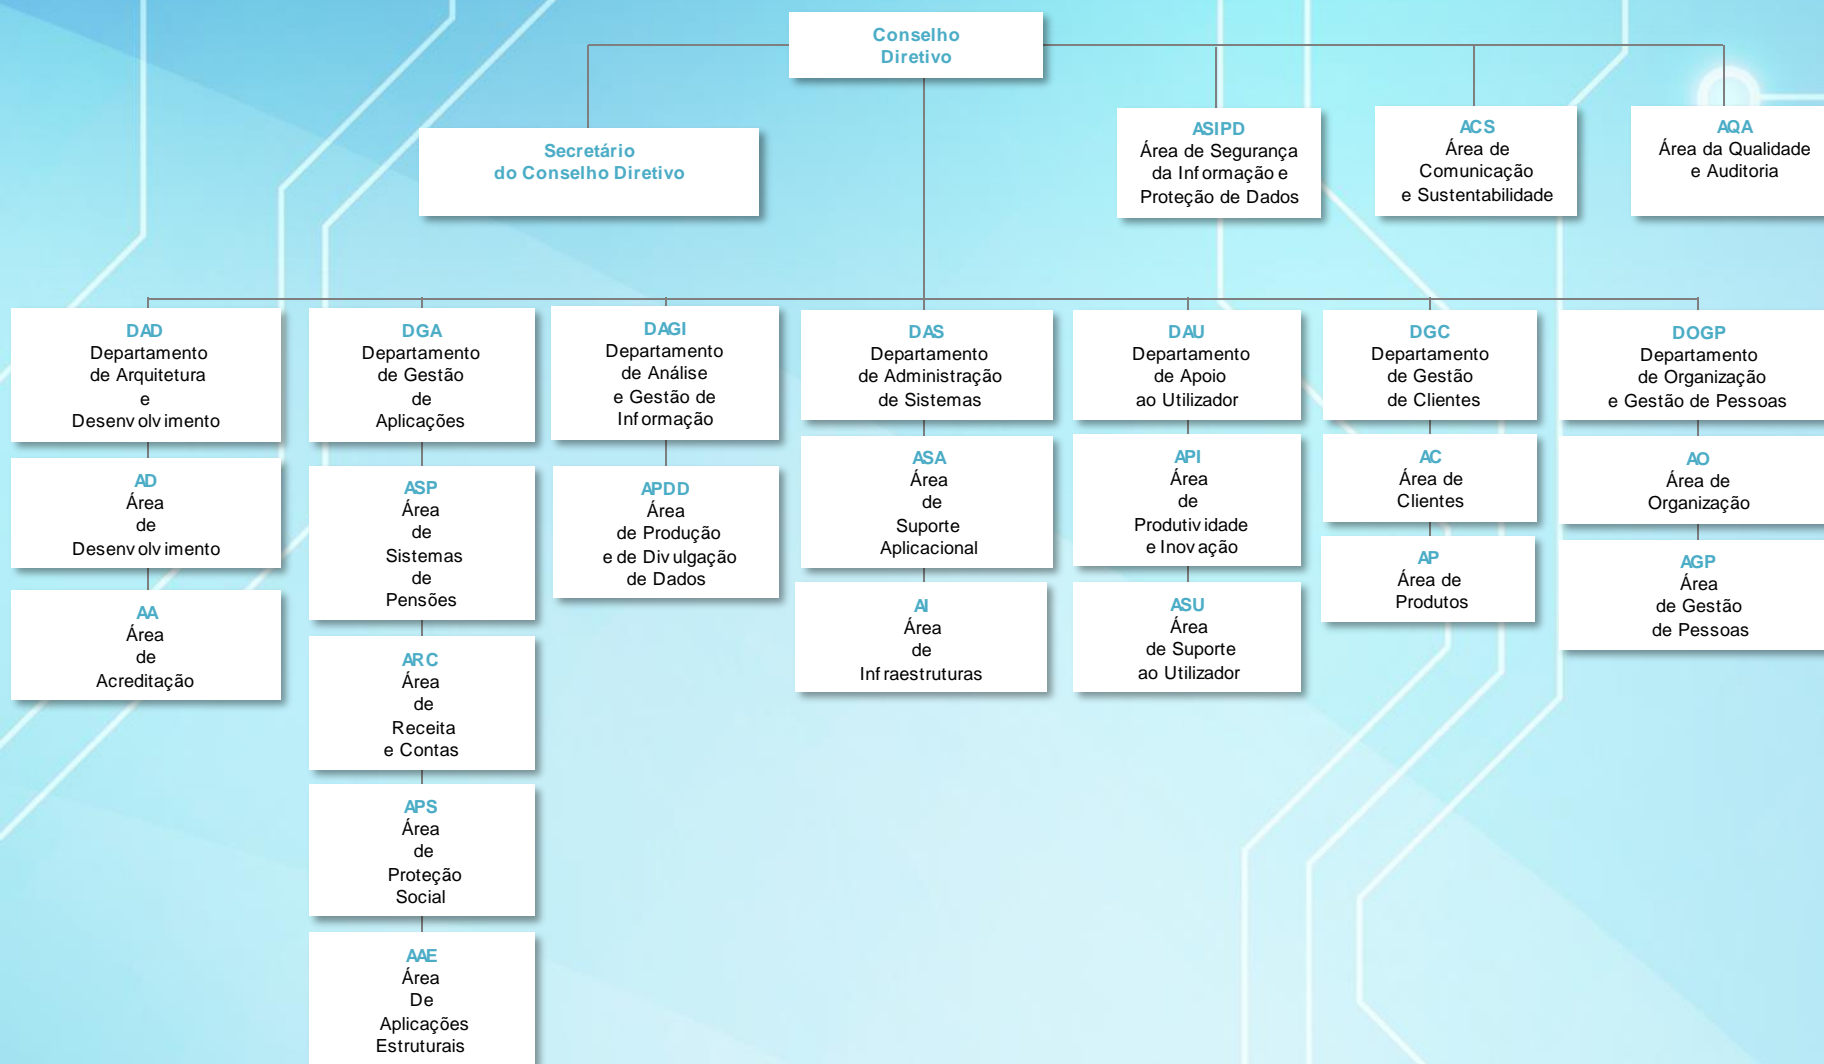 Conselho
Diretivo
Secretário
do Conselho Diretivo
ASIPD
Área de Segurança
da Informação e
Proteção de Dados
ACS
Área de
Comunicação
e Sustentabilidade
AQA
Área da Qualidade
e Auditoria
DAD
Departamento
de Arquitetura
e
Desenvolvimento
AD
Área
de
Desenvolvimento
AA
Área
de
Acreditação
DGA
Departamento
de Gestão
de
Aplicações
ASP
Área
de
Sistemas
de
Pensões
ARC
Área
de
Receita
e Contas
APS
Área
de
Proteção
Social
AAE
Área
De
Aplicações
Estruturais
DAGI
Departamento
de Análise
e Gestão de
Informação
APDD
Área
de Produção
e de Divulgação
de Dados
DAS
Departamento
de Administração
de Sistemas
ASA
Área
de
Suporte
Aplicacional
AI
Área
de
Infraestruturas
DAU
Departamento
de Apoio
ao Utilizador
API
Área
de
Produtividade
e Inovação
ASU
Área
de Suporte
ao Utilizador
DGC
Departamento
de Gestão
de Clientes
AC
Área de
Clientes
AP
Área de
Produtos
DOGP
Departamento
de Organização
e Gestão de Pessoas
AO
Área de
Organização
AGP
Área
de Gestão
de Pessoas